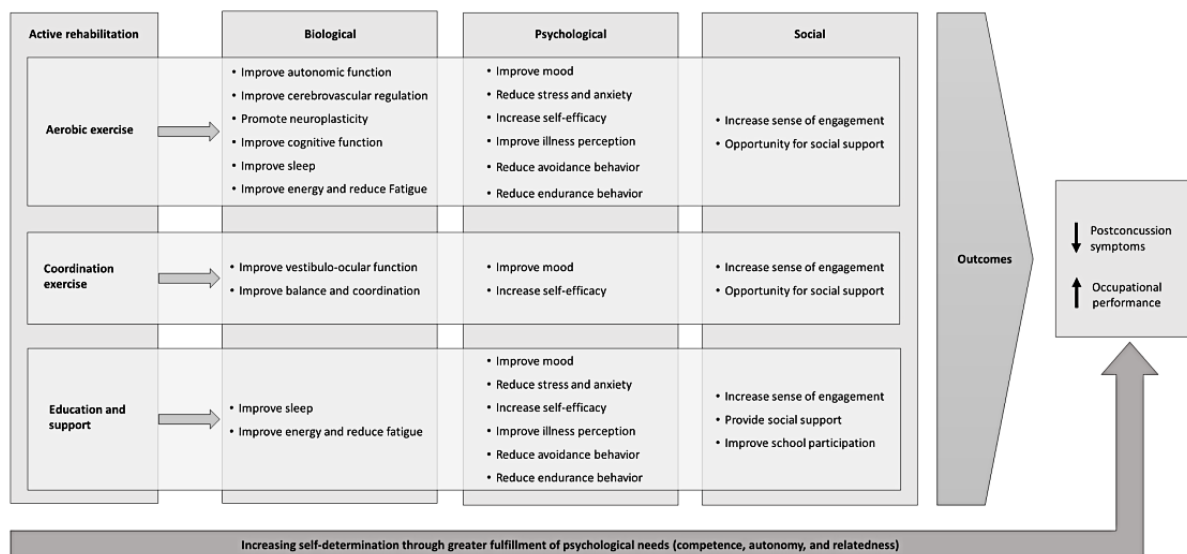 Active rehabilitation
Biological
Psychological
Social
Aerobic exercise
• Improve autonomic function
• Improve cerebrovascular regulation
• Promote neuroplasticity
• Improve cognitive function
• Improve sleep
• Improve energy and reduce Fatigue
• Improve mood
• Reduce stress and anxiety
• Increase self-efficacy
• Improve illness perception
• Reduce avoidance behavior
• Reduce endurance behavior
• Increase sense of engagement
• Opportunity for social support
Coordination
exercise
• Improve vestibulo-ocular function
• Improve balance and coordination
• Improve mood
• Increase self-efficacy
• Increase sense of engagement
• Opportunity for social support
Education and
support
• Improve sleep
• Improve energy and reduce fatigue
• Improve mood
• Reduce stress and anxiety
• Increase self-efficacy
• Improve illness perception
• Reduce avoidance behavior
• Reduce endurance behavior
• Increase sense of engagement
• Provide social support
• Improve school participation
Outcomes
Postconcussion
symptoms
Occupational
performance
Increasing self-determination through greater fulfillment of psychological needs (competence, autonomy, and relatedness)